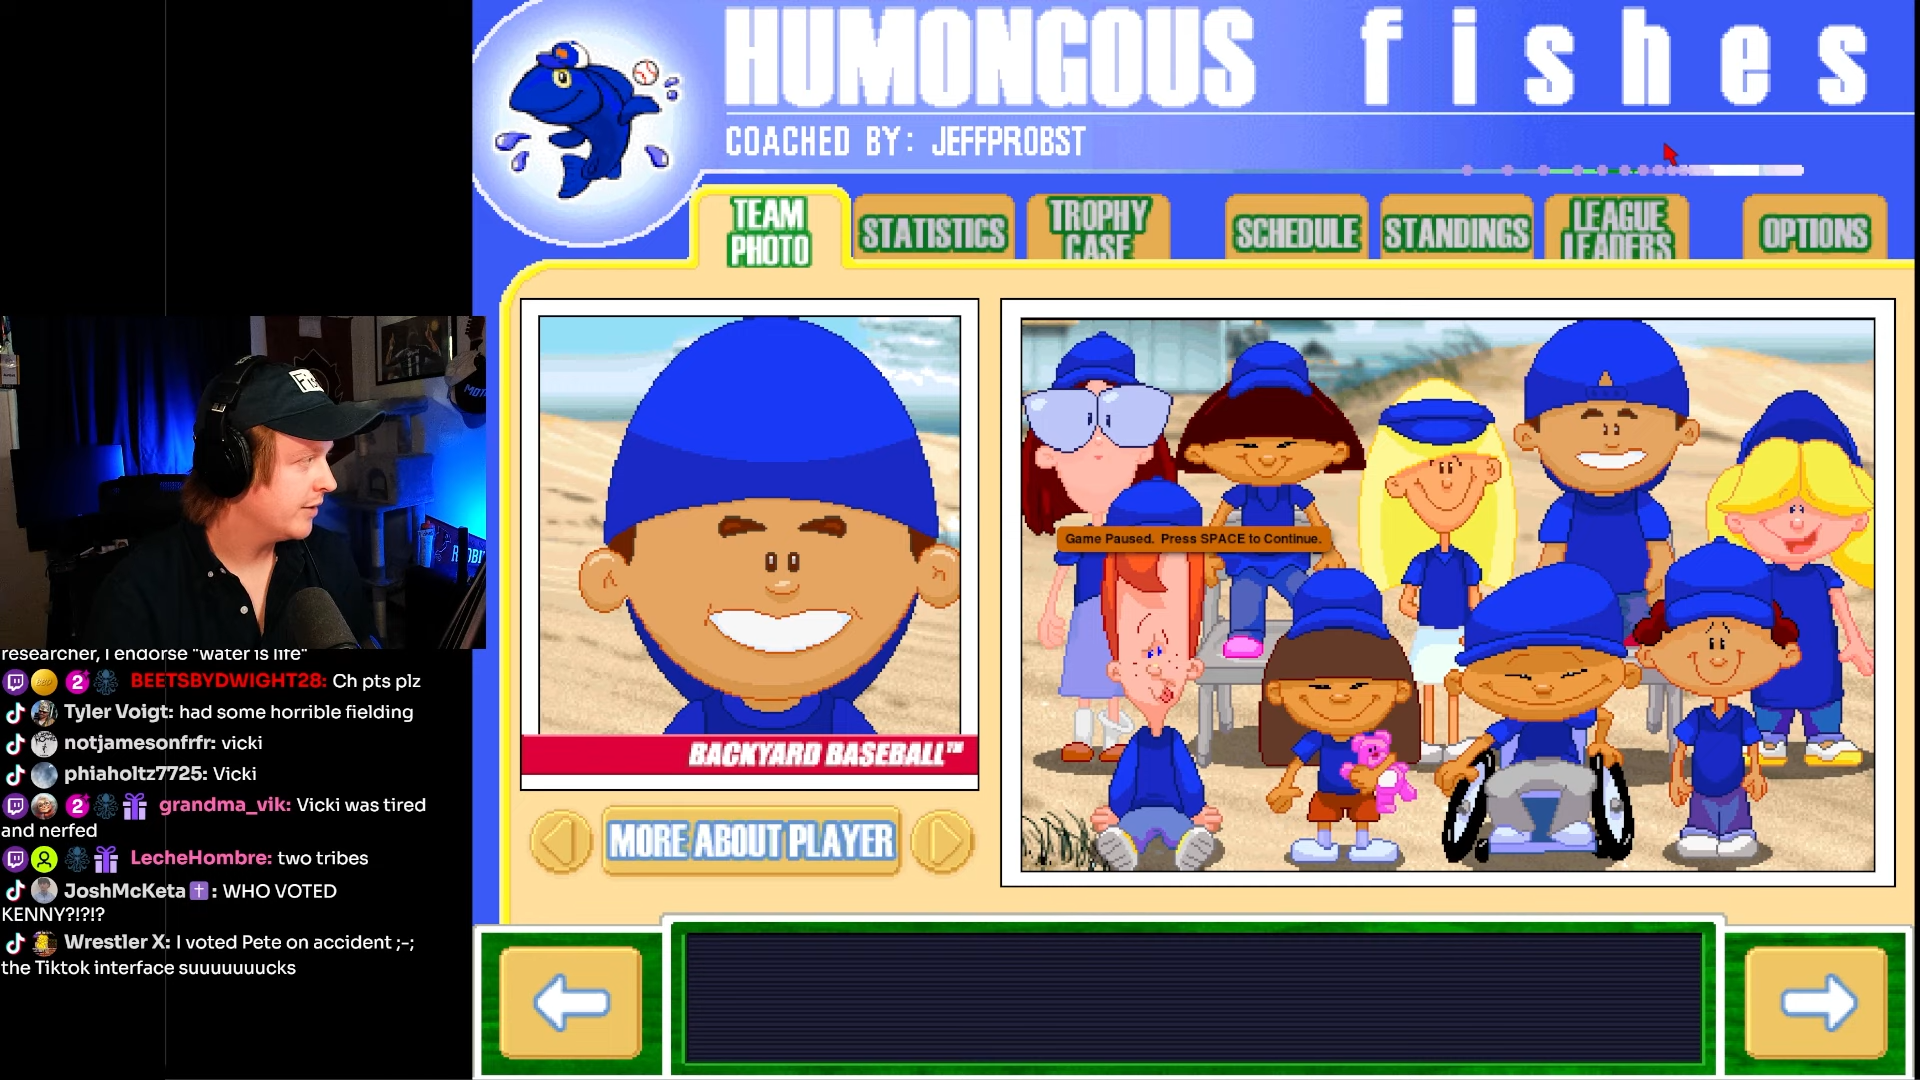 HUMONGOUS fishes
COACHED BY: JEFFPROBST
TEAM PHOTO
STATISTICS
TROPHY CASE
SCHEDULE
STANDINGS
LEAGUE LEADERS
OPTIONS
Game Paused. Press SPACE to Continue.
BACKYARD BASEBALL™
MORE ABOUT PLAYER
researcher, I endorse "water is life"
2 BEETSBYDWIGHT28: Ch pts plz
Tyler Voigt: had some horrible fielding
notjamesonfrfr: vicki
phiaholtz7725: Vicki
2 grandma_vik: Vicki was tired
and nerfed
LecheHombre: two tribes
JoshMcKeta✝️: WHO VOTED
KENNY?!?!?
Wrestler X: I voted Pete on accident ;-;
the Tiktok interface suuuuuuucks